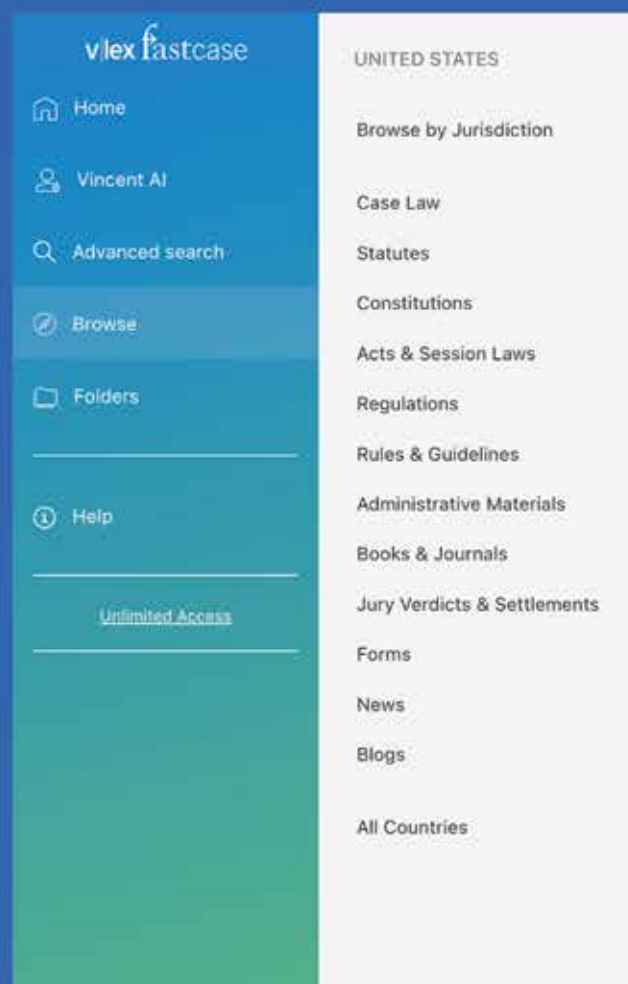 vlex fastcase
Home
Vincent AI
Advanced search
Browse
Folders
Help
Unlimited Access
UNITED STATES
Browse by Jurisdiction
Case Law
Statutes
Constitutions
Acts & Session Laws
Regulations
Rules & Guidelines
Administrative Materials
Books & Journals
Jury Verdicts & Settlements
Forms
News
Blogs
All Countries